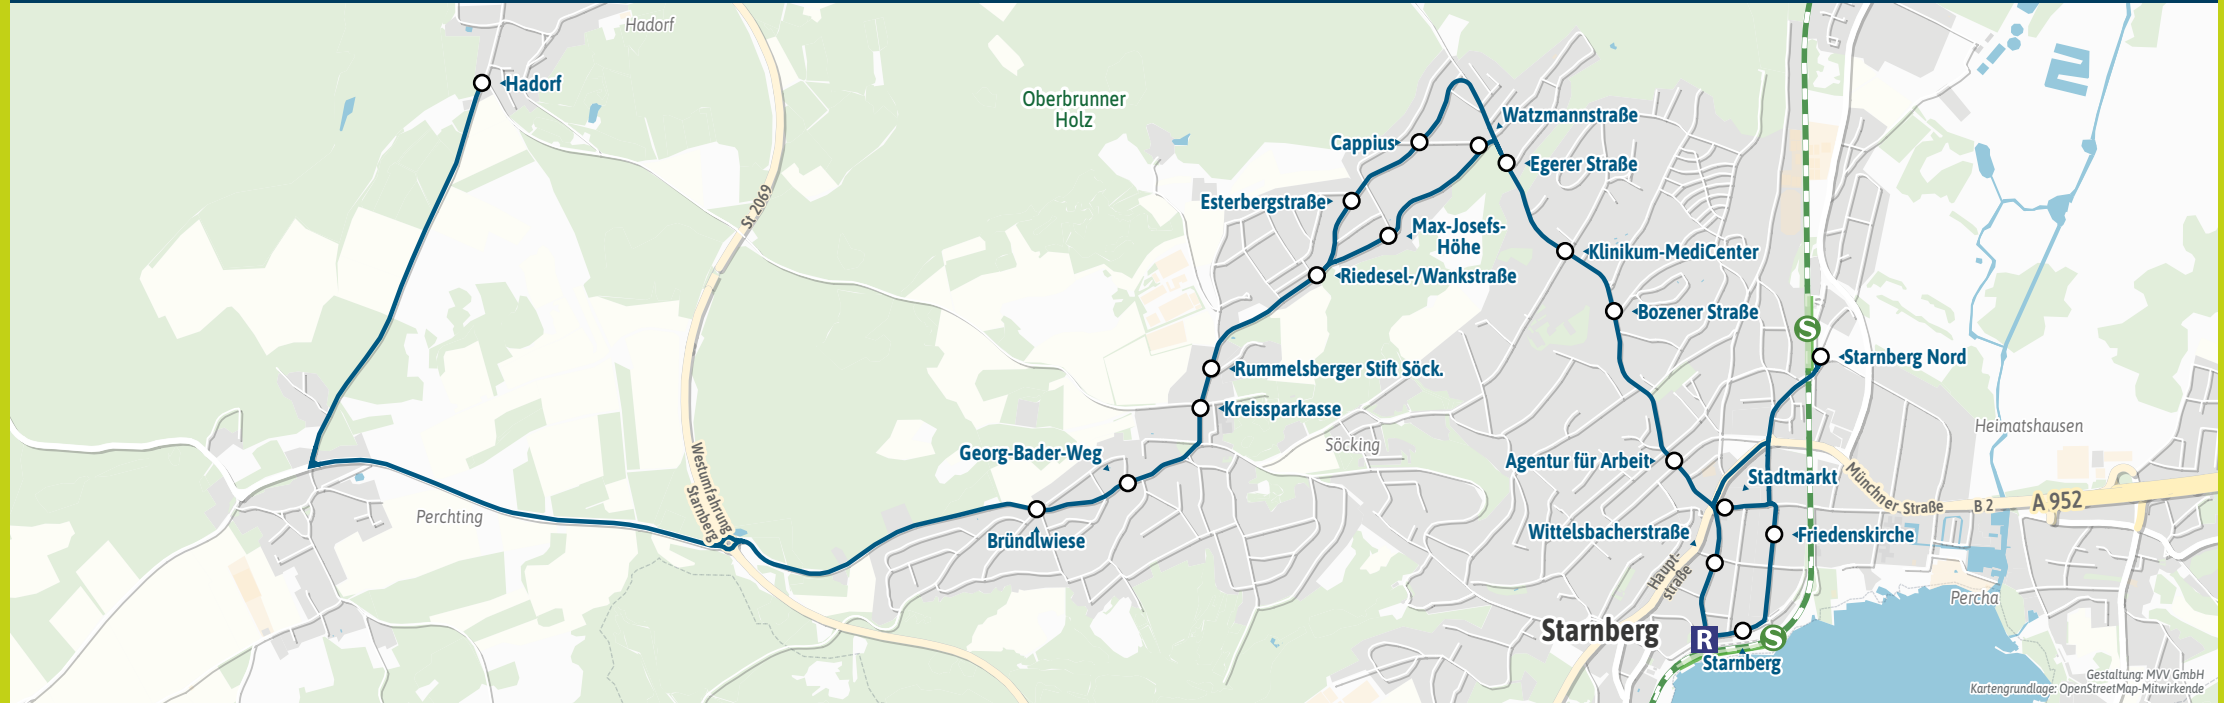 Hadorf
Hadorf
Oberbrunner
Holz
St 2069
Watzmannstraße
Cappius
Egerer Straße
Esterbergstraße
Max-Josefs-
Höhe
Klinikum-MediCenter
Riedesel-/Wankstraße
Bozener Straße
S
Starnberg Nord
Rummelsberger Stift Söck.
Kreissparkasse
Heimatshausen
Söcking
Georg-Bader-Weg
Agentur für Arbeit
Stadtmarkt
Westumfahrung
Starnberg
Münchner Straße
B 2
A 952
Perchting
Bründlwiese
Wittelsbacherstraße
Friedenskirche
Haupt-
straße
Percha
Starnberg
R
S
Starnberg
Gestaltung: MVV GmbH
Kartengrundlage: OpenStreetMap-Mitwirkende